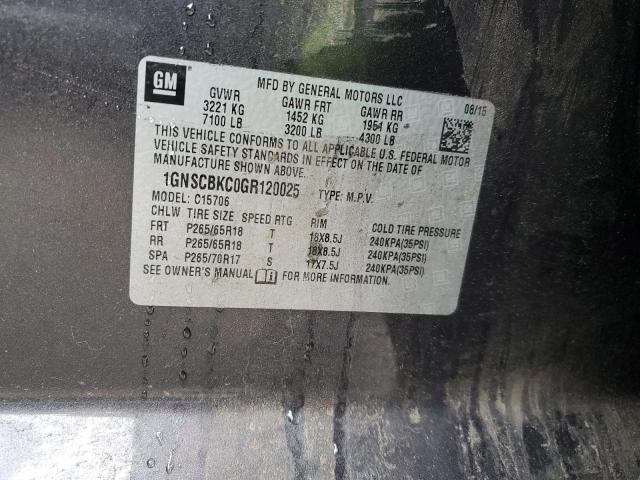 GM
MFD BY GENERAL MOTORS LLC 08/15
GVWR GAWR FRT GAWR RR
3221 KG 1452 KG 1951 KG
7100 LB 3200 LB 4300 LB
THIS VEHICLE CONFORMS TO ALL APPLICABLE U.S. FEDERAL MOTOR
VEHICLE SAFETY STANDARDS IN EFFECT ON THE DATE OF
MANUFACTURE SHOWN ABOVE.
1GNSCBKC0GR120025 TYPE: M.P.V.
MODEL: C15706
CHLW TIRE SIZE SPEED RTG RIM COLD TIRE PRESSURE
FRT P265/65R18 T 18X8.5J 240KPA(35PSI)
RR P265/65R18 T 18X8.5J 240KPA(35PSI)
SPA P265/70R17 S 17X7.5J 240KPA(35PSI)
SEE OWNER'S MANUAL FOR MORE INFORMATION.